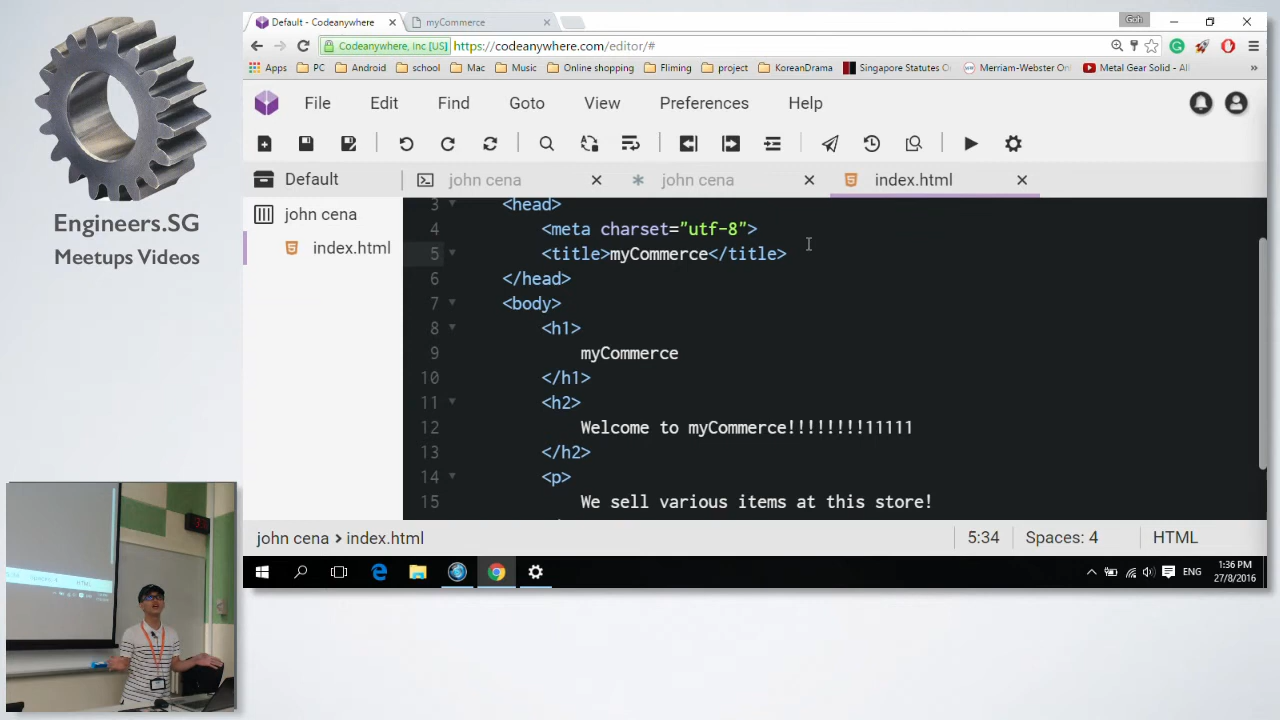 Default - Codeanywhere
myCommerce
Goh
Codeanywhere, Inc [US]
https://codeanywhere.com/editor/#
Apps
PC
Android
school
Mac
Music
Online shopping
Fliming
project
KoreanDrama
Singapore Statutes
Merriam-Webster On
Metal Gear Solid - Al
»
File
Edit
Find
Goto
View
Preferences
Help
Default
john cena
john cena
index.html
john cena
index.html
3 <head>
4 <meta charset="utf-8">
5 <title>myCommerce</title>
6 </head>
7 <body>
8 <h1>
9 myCommerce
10 </h1>
11 <h2>
12 Welcome to myCommerce!!!!!!!!11111
13 </h2>
14 <p>
15 We sell various items at this store!
john cena > index.html
5:34
Spaces: 4
HTML
ENG
1:36 PM
27/8/2016
Engineers.SG
Meetups Videos